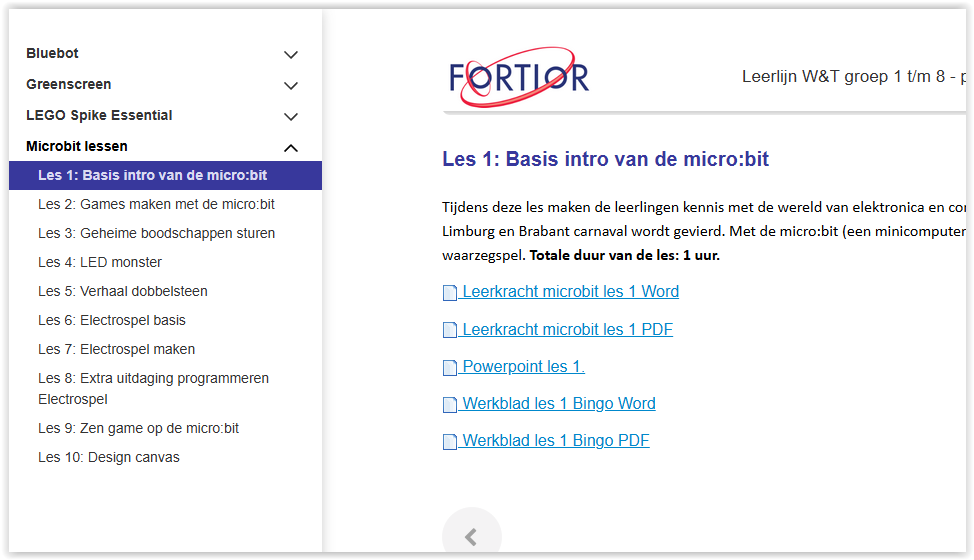 Bluebot
Greenscreen
LEGO Spike Essential
Microbit lessen
Les 1: Basis intro van de micro:bit
Les 2: Games maken met de micro:bit
Les 3: Geheime boodschappen sturen
Les 4: LED monster
Les 5: Verhaal dobbelsteen
Les 6: Electrospel basis
Les 7: Electrospel maken
Les 8: Extra uitdaging programmeren
Electrospel
Les 9: Zen game op de micro:bit
Les 10: Design canvas
FORTIOR
Leerlijn W&T groep 1 t/m 8 - p
Les 1: Basis intro van de micro:bit
Tijdens deze les maken de leerlingen kennis met de wereld van elektronica en
Limburg en Brabant carnaval wordt gevierd. Met de micro:bit (een minicomputer
waarzegspel. Totale duur van de les: 1 uur.
Leerkracht microbit les 1 Word
Leerkracht microbit les 1 PDF
Powerpoint les 1.
Werkblad les 1 Bingo Word
Werkblad les 1 Bingo PDF